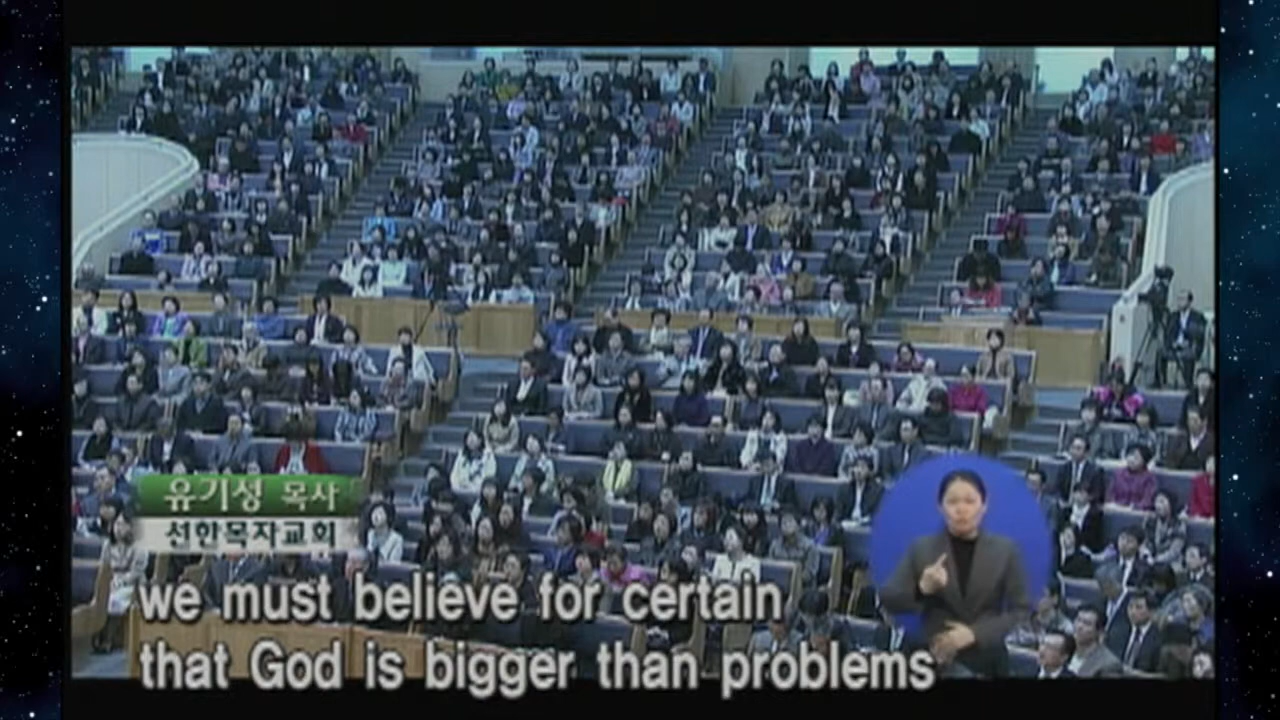 유기성 목사
선한목자교회
we must believe for certain
that God is bigger than problems